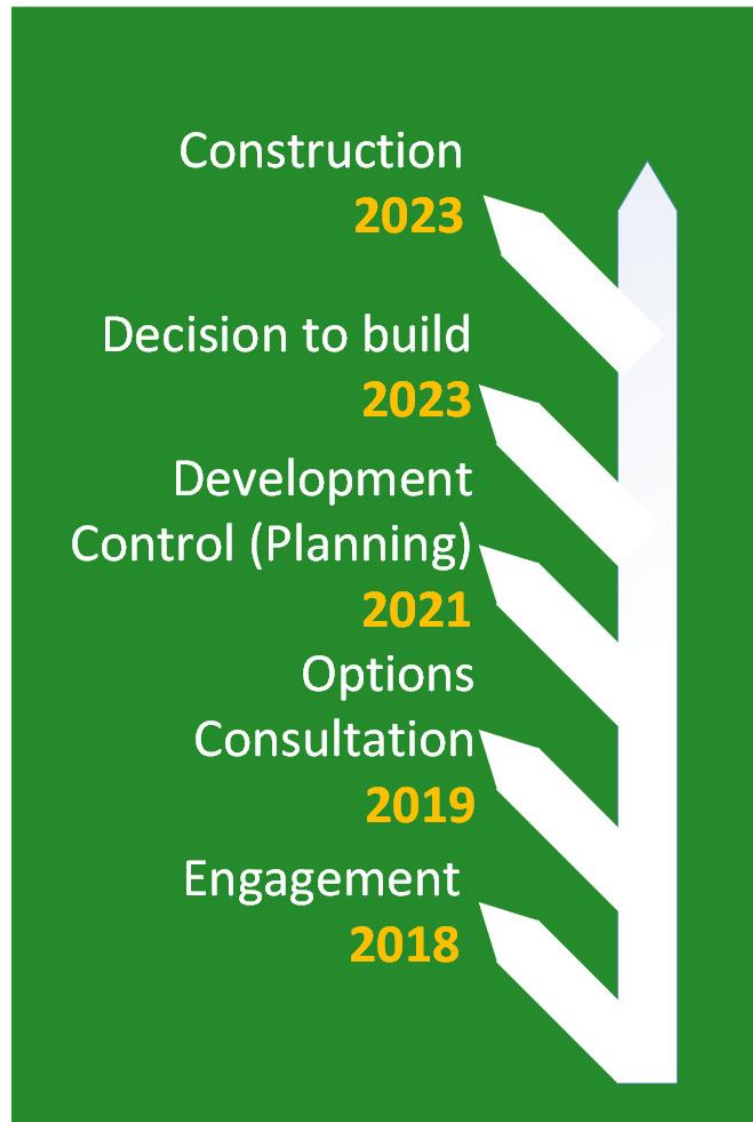 Construction
2023
Decision to build
2023
Development
Control (Planning)
2021
Options
Consultation
2019
Engagement
2018